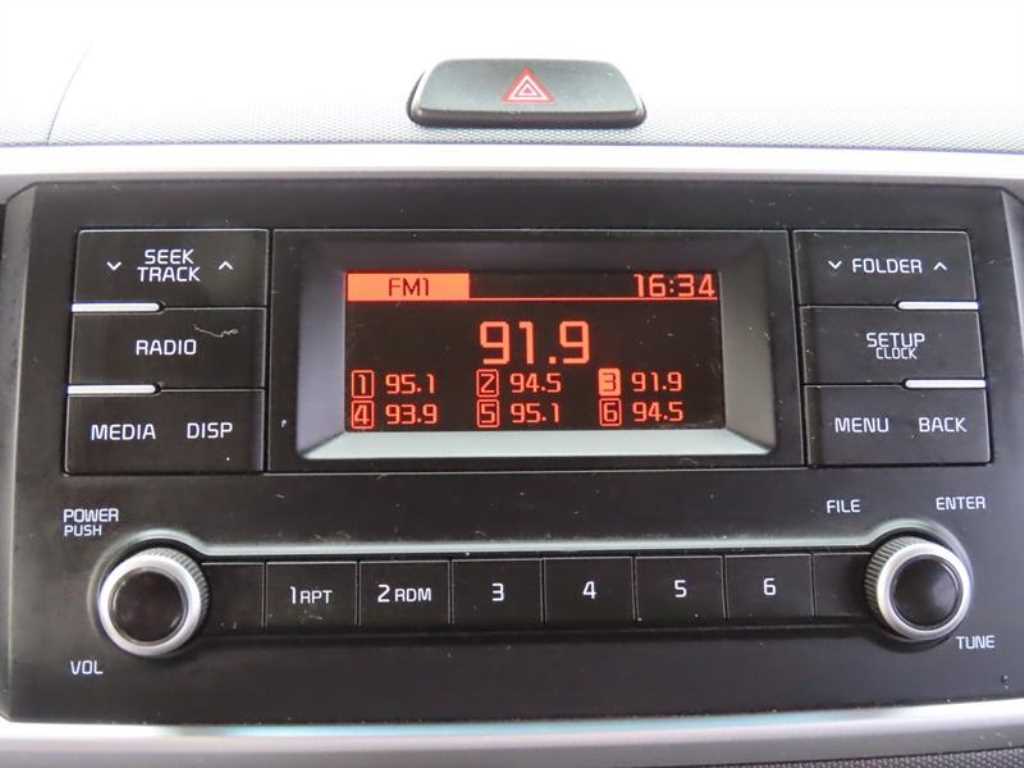 SEEK
TRACK
RADIO
MEDIA DISP
FM1 16:34
91.9
1 95.1 2 94.5 3 91.9
4 93.9 5 95.1 6 94.5
FOLDER
SETUP
CLOCK
MENU BACK
POWER
PUSH
VOL
1 RPT 2 RDM 3 4 5 6
FILE ENTER
TUNE